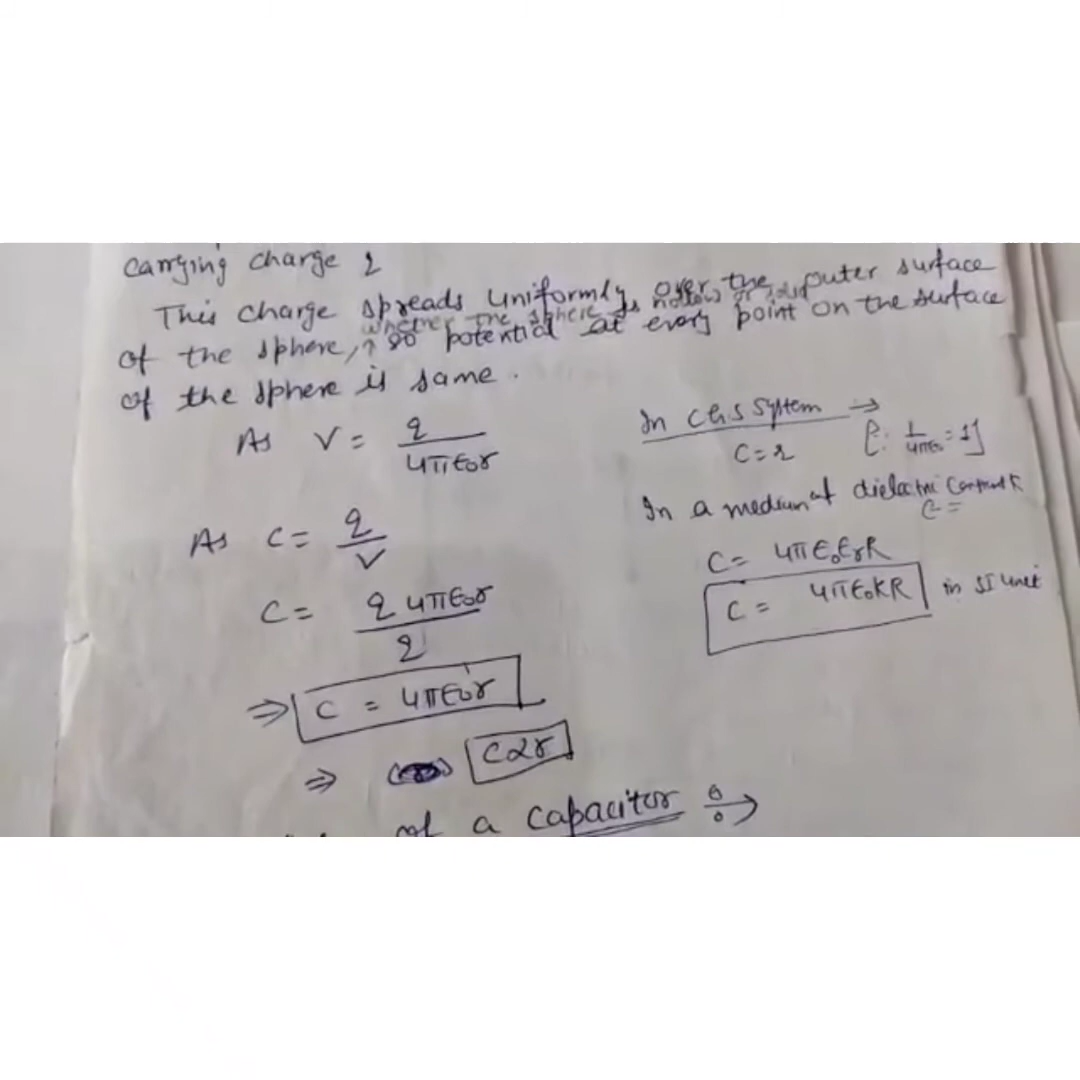 carrying charge q
This charge spreads uniformly over the outer surface
whether the sphere is hollow or solid
of the sphere, so potential at every point on the surface
of the sphere is same.
As V = q / 4πε₀r
As C = q / V
C = q 4πε₀r / q
⇒ C = 4πε₀r
⇒ C α r
In CGS System →
C = r [∵ 1/4πε₀ = 1]
In a medium of dielectric constant K
C =
C = 4πε₀εᵣR
C = 4πε₀KR in SI unit
of a capacitor ÷→